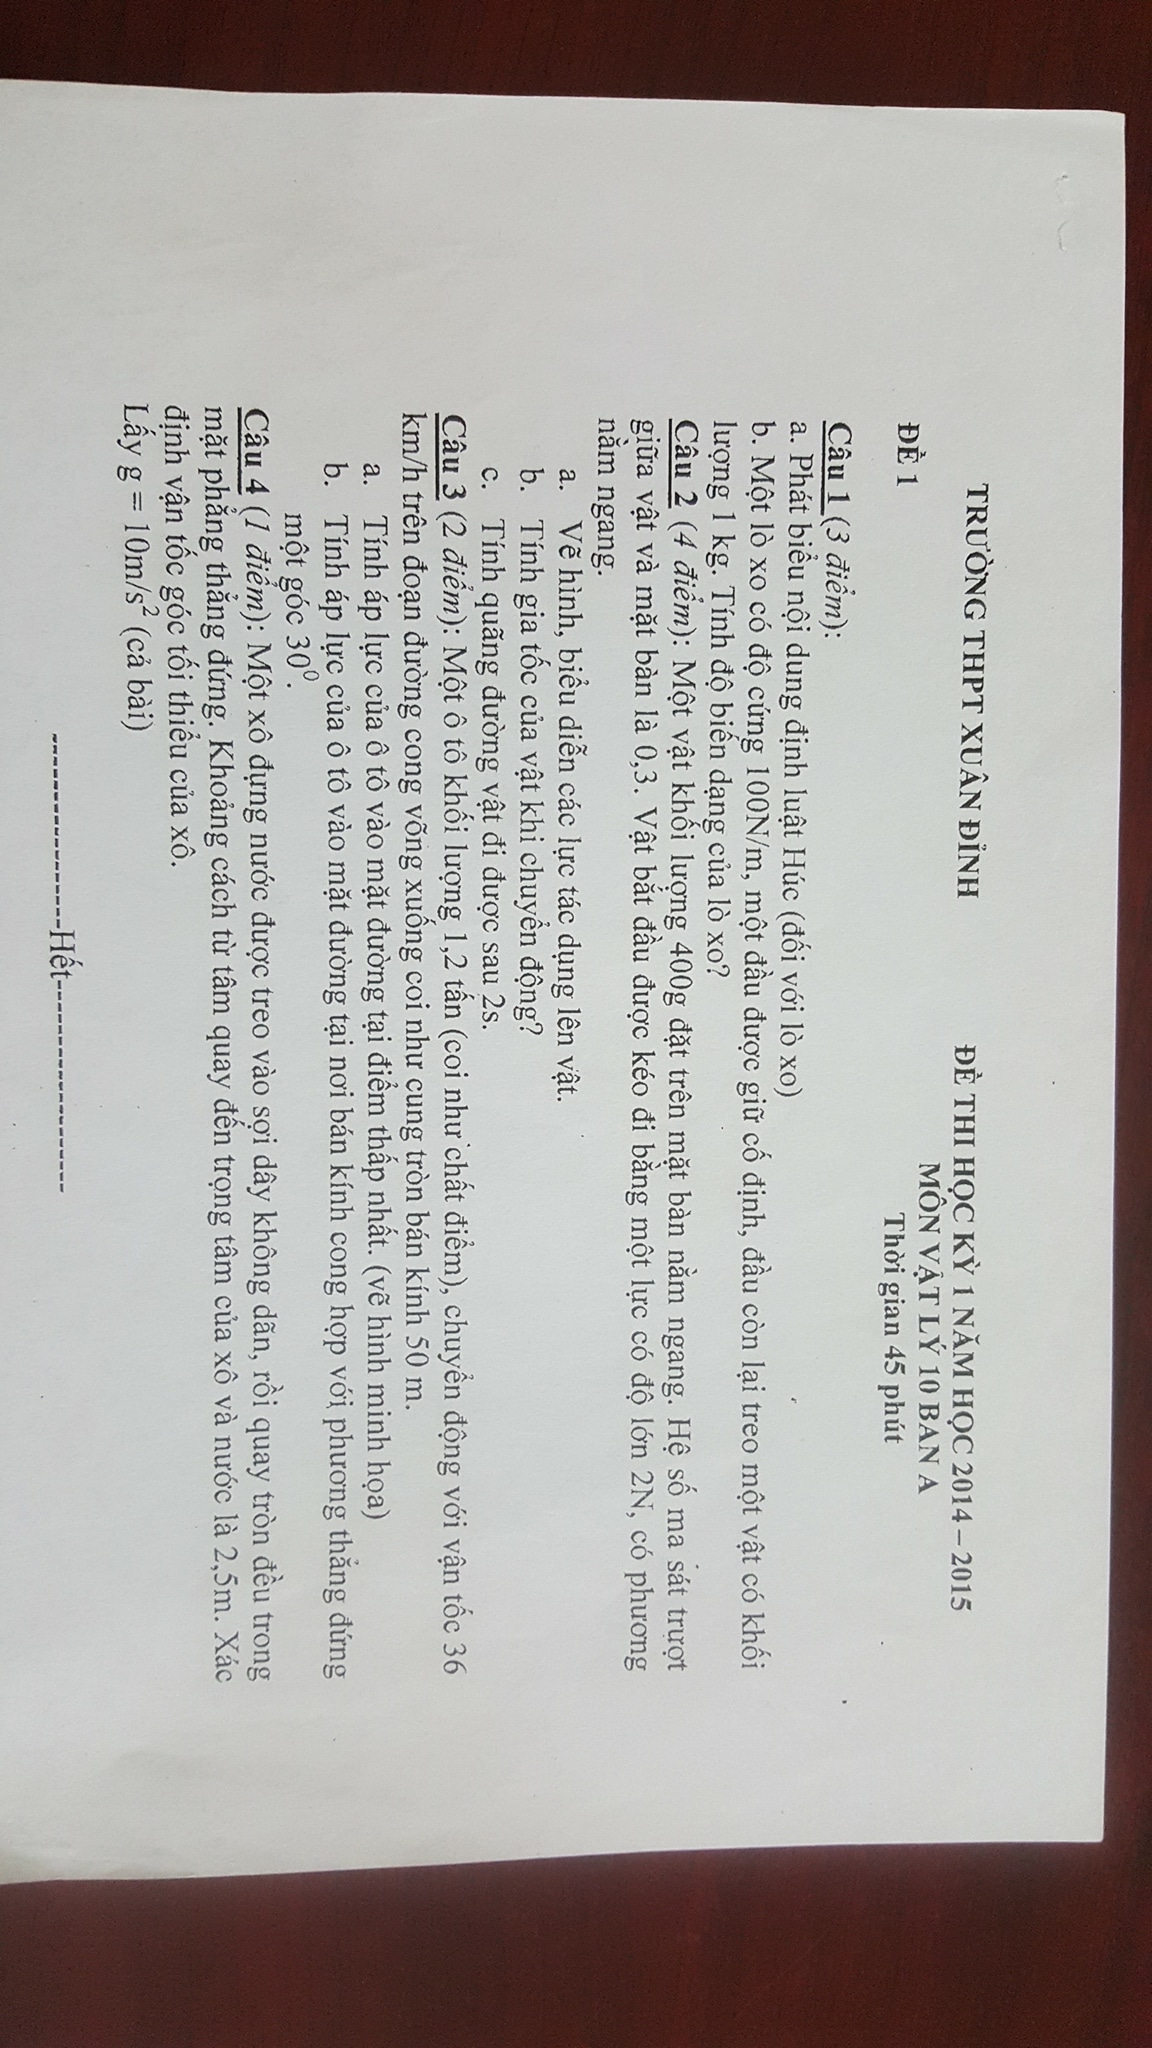 TRƯỜNG THPT XUÂN ĐỈNH
ĐỀ THI HỌC KỲ 1 NĂM HỌC 2014 – 2015
MÔN VẬT LÝ 10 BAN A
Thời gian 45 phút
ĐỀ 1
Câu 1 (3 điểm):
a. Phát biểu nội dung định luật Húc (đối với lò xo)
b. Một lò xo có độ cứng 100N/m, một đầu được giữ cố định, đầu còn lại treo một vật có khối
lượng 1 kg. Tính độ biến dạng của lò xo?
Câu 2 (4 điểm): Một vật khối lượng 400g đặt trên mặt bàn nằm ngang. Hệ số ma sát trượt
giữa vật và mặt bàn là 0,3. Vật bắt đầu được kéo đi bằng một lực có độ lớn 2N, có phương
nằm ngang.
a. Vẽ hình, biểu diễn các lực tác dụng lên vật.
b. Tính gia tốc của vật khi chuyển động?
c. Tính quãng đường vật đi được sau 2s.
Câu 3 (2 điểm): Một ô tô khối lượng 1,2 tấn (coi như chất điểm), chuyển động với vận tốc 36
km/h trên đoạn đường cong võng xuống coi như cung tròn bán kính 50 m.
a. Tính áp lực của ô tô vào mặt đường tại điểm thấp nhất. (vẽ hình minh họa)
b. Tính áp lực của ô tô vào mặt đường tại nơi bán kính cong hợp với phương thẳng đứng
một góc 30⁰.
Câu 4 (1 điểm): Một xô đựng nước được treo vào sợi dây không dãn, rồi quay tròn đều trong
mặt phẳng thẳng đứng. Khoảng cách từ tâm quay đến trọng tâm của xô và nước là 2,5m. Xác
định vận tốc góc tối thiểu của xô.
Lấy g = 10m/s² (cả bài)
-----------------Hết-------------------